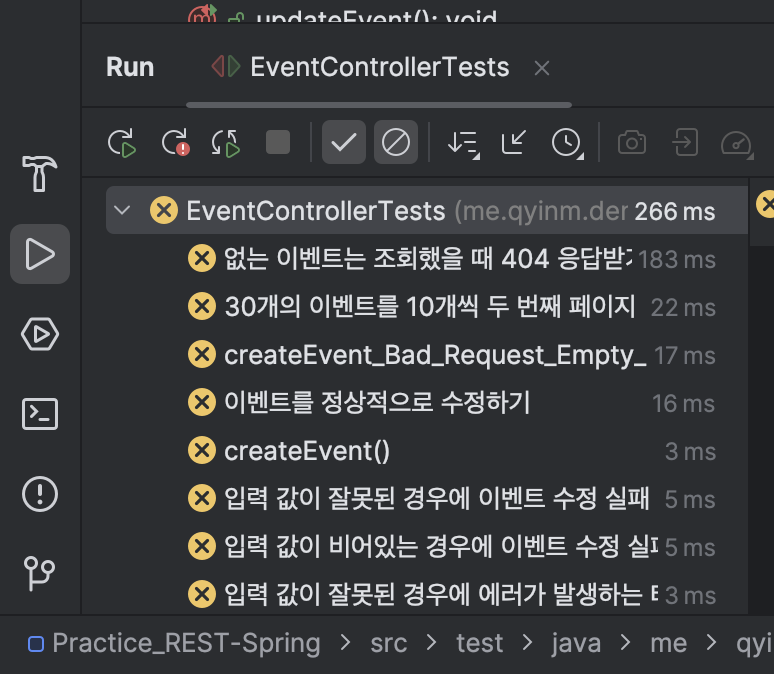 updateEvent(): void
Run EventControllerTests
EventControllerTests (me.qyinm.der 266 ms
없는 이벤트는 조회했을 때 404 응답받기 183 ms
30개의 이벤트를 10개씩 두 번째 페이지 22 ms
createEvent_Bad_Request_Empty_ 17 ms
이벤트를 정상적으로 수정하기 16 ms
createEvent() 3 ms
입력 값이 잘못된 경우에 이벤트 수정 실패 5 ms
입력 값이 비어있는 경우에 이벤트 수정 실패 5 ms
입력 값이 잘못된 경우에 에러가 발생하는 3 ms
Practice_REST-Spring > src > test > java > me > qyi